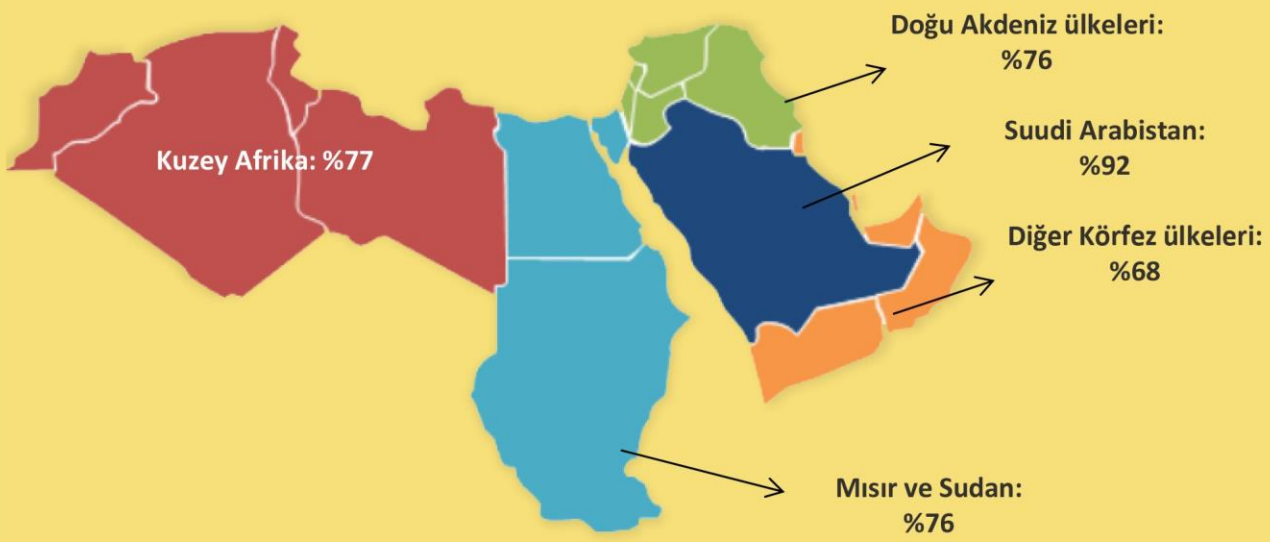 Doğu Akdeniz ülkeleri:
%76
Suudi Arabistan:
%92
Kuzey Afrika: %77
Diğer Körfez ülkeleri:
%68
Mısır ve Sudan:
%76